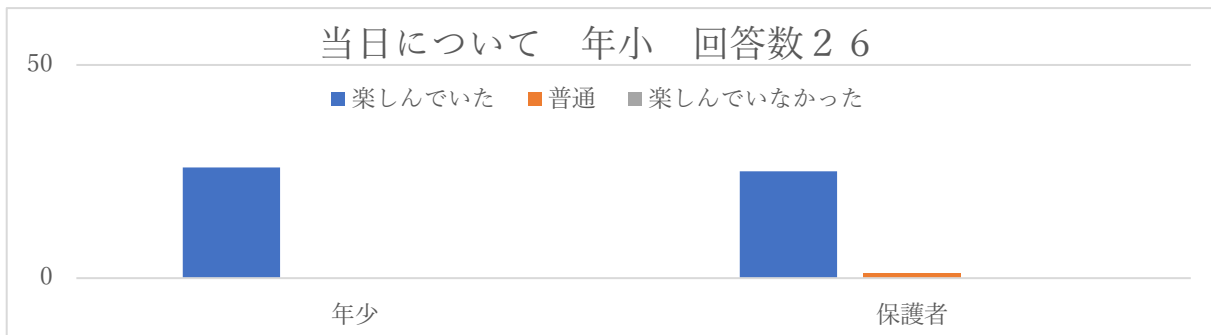 当日について　年小　回答数２６
50
楽しんでいた 普通 楽しんでいなかった
0
年少 保護者